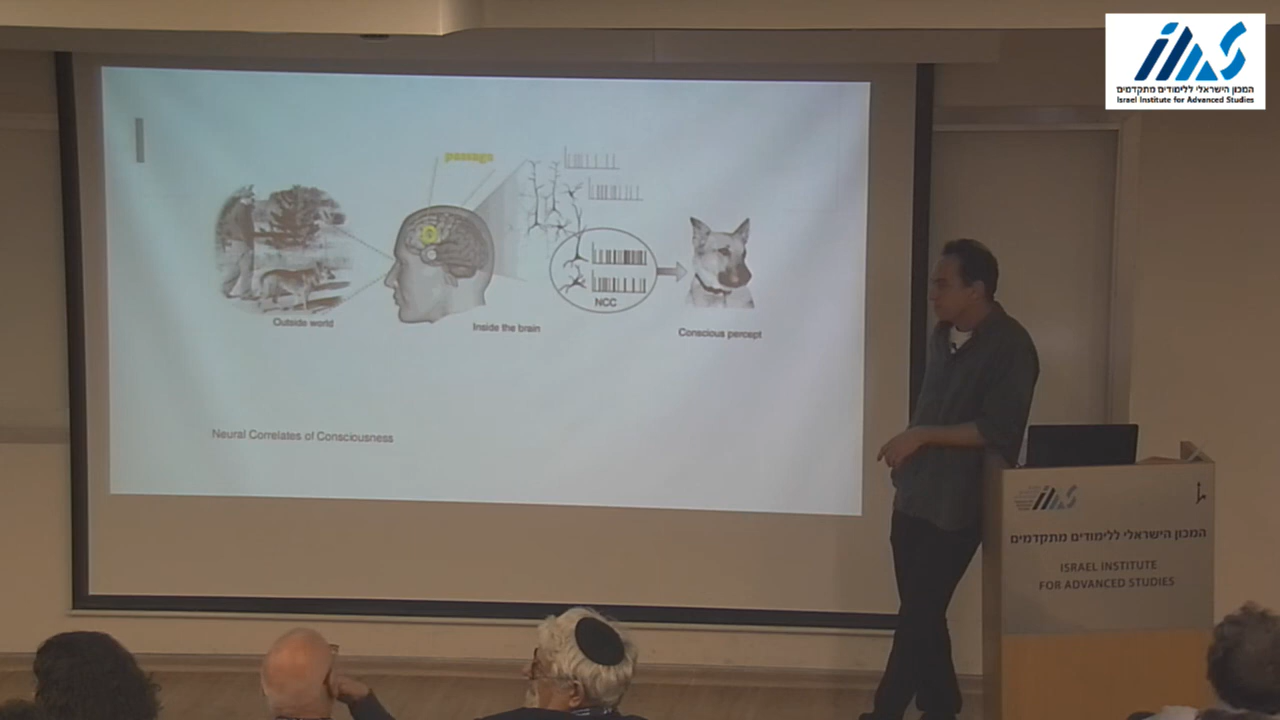 המכון הישראלי ללימודים מתקדמים
Israel Institute for Advanced Studies
passage
Outside world
Inside the brain
NCC
Conscious percept
Neural Correlates of Consciousness
המכון הישראלי ללימודים מתקדמים
ISRAEL INSTITUTE
FOR ADVANCED STUDIES